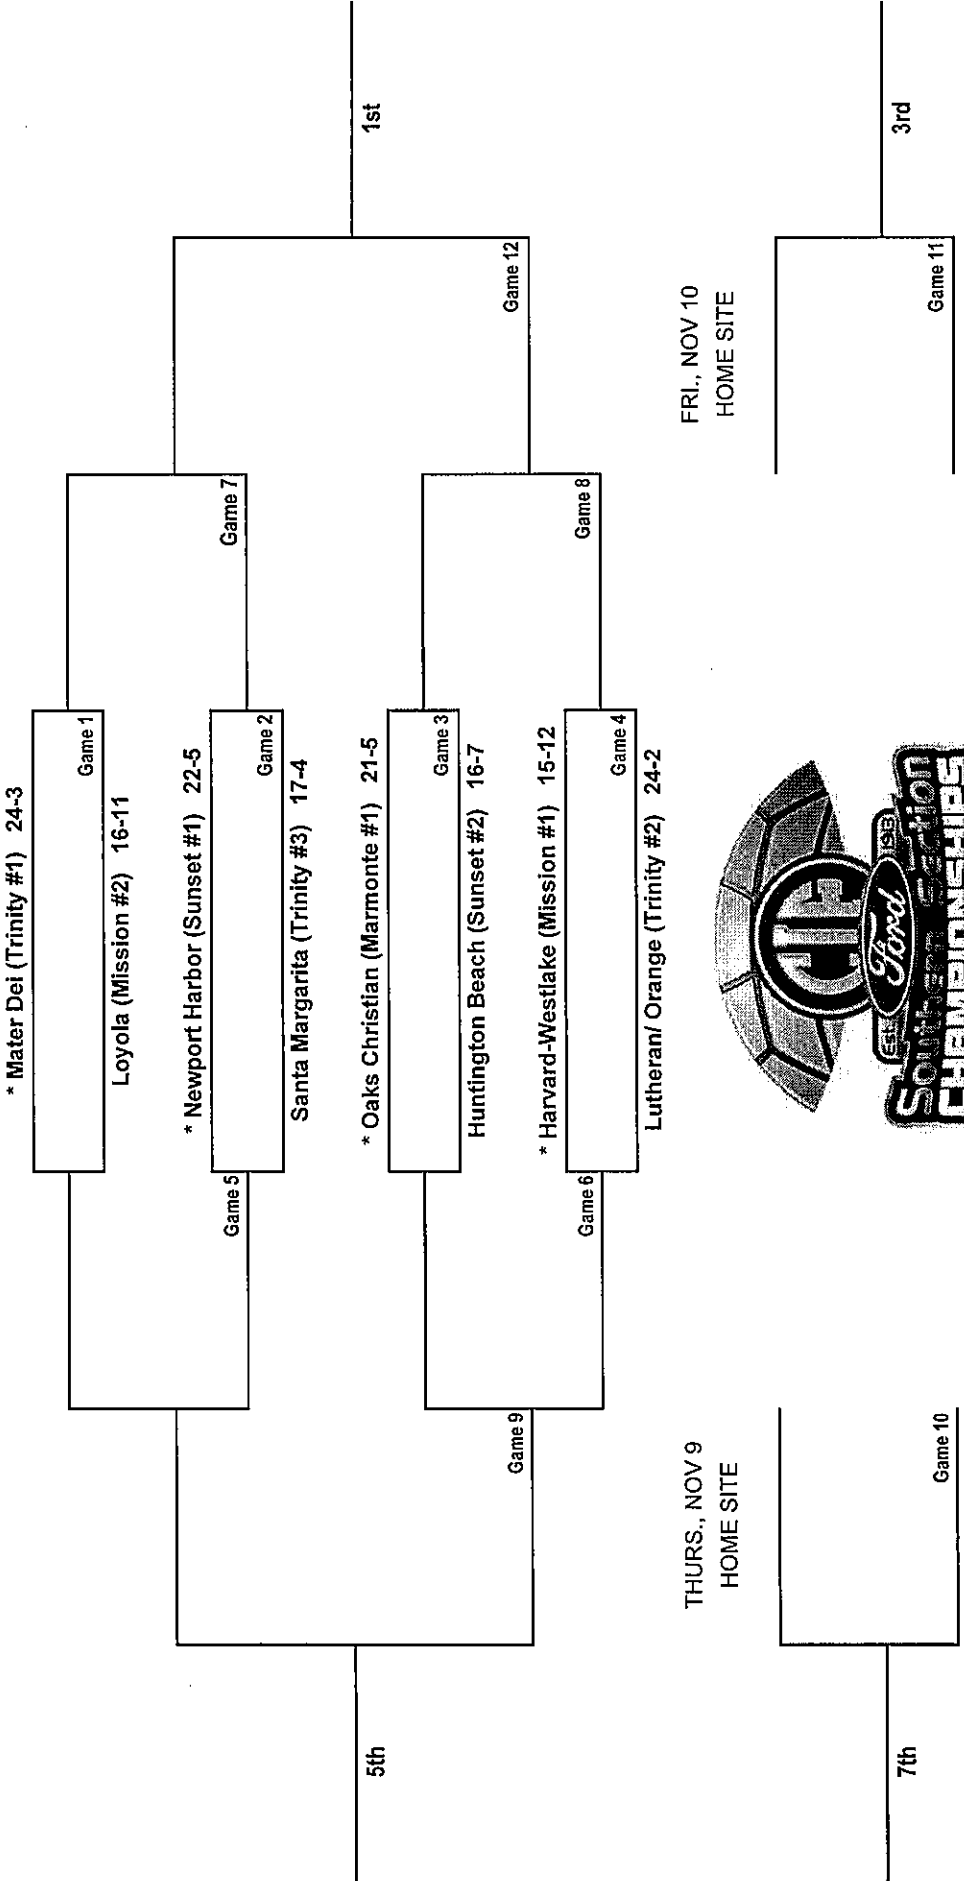 * Mater Dei (Trinity #1) 24-3
Game 1
Loyola (Mission #2) 16-11
* Newport Harbor (Sunset #1) 22-5
Game 5
Game 2
Game 7
Santa Margarita (Trinity #3) 17-4
5th
1st
* Oaks Christian (Marmonte #1) 21-5
Game 3
Huntington Beach (Sunset #2) 16-7
Game 9
Game 12
* Harvard-Westlake (Mission #1) 15-12
Game 6
Game 4
Game 8
Lutheran/ Orange (Trinity #2) 24-2
THURS., NOV 9
HOME SITE
FRI., NOV 10
HOME SITE
CIF
Est. 1913
Ford
Southern Section
CHAMPIONSHIPS
7th
3rd
Game 10
Game 11